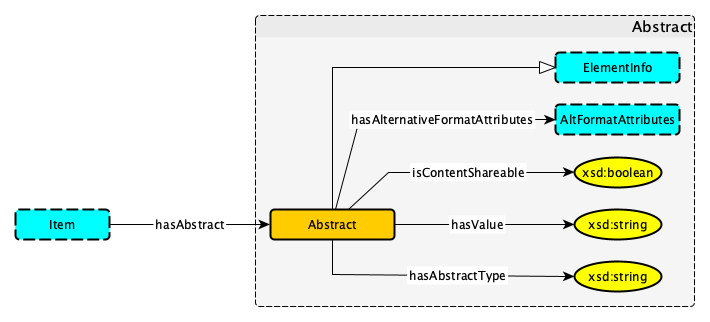 Abstract
ElementInfo
hasAlternativeFormatAttributes
AltFormatAttributes
isContentShareable
xsd:boolean
Item
hasAbstract
Abstract
hasValue
xsd:string
hasAbstractType
xsd:string